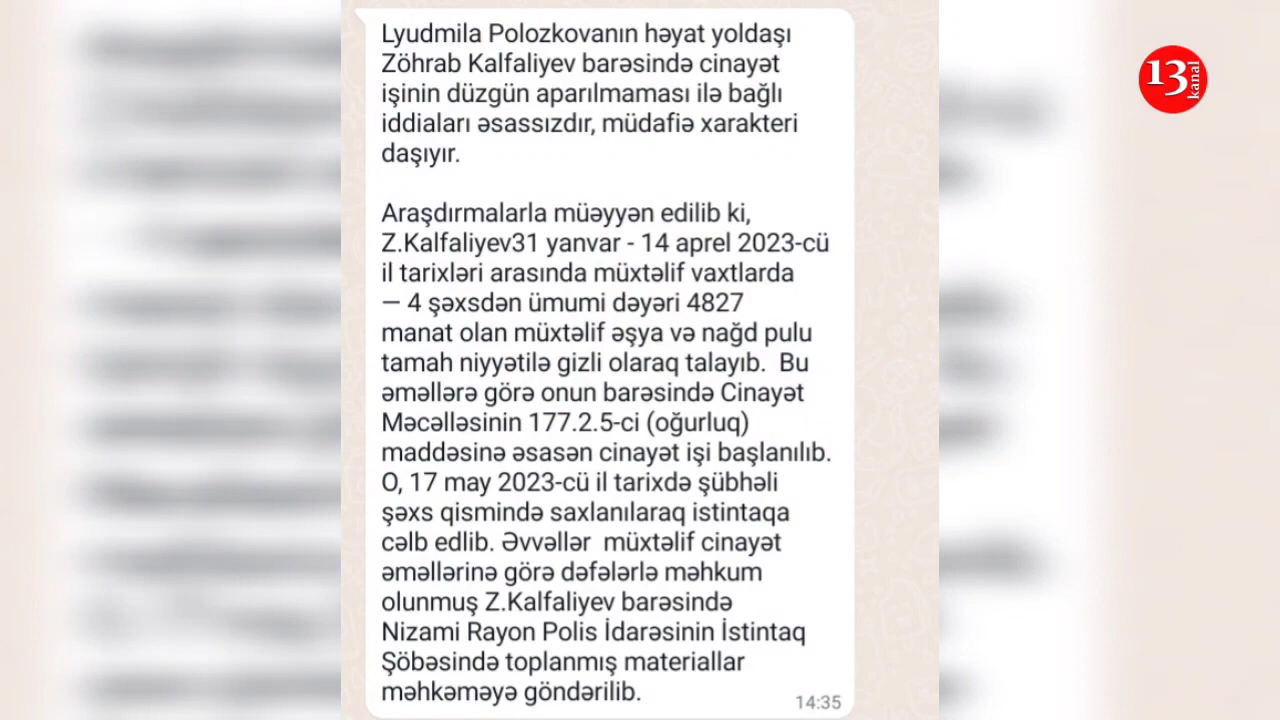 Lyudmila Polozkovanın həyat yoldaşı
Zöhrab Kalfaliyev barəsində cinayət
işinin düzgün aparılmaması ilə bağlı
iddiaları əsassızdır, müdafiə xarakteri
daşıyır.
Araşdırmalarla müəyyən edilib ki,
Z.Kalfaliyev31 yanvar - 14 aprel 2023-cü
il tarixləri arasında müxtəlif vaxtlarda
— 4 şəxsdən ümumi dəyəri 4827
manat olan müxtəlif əşya və nağd pulu
tamah niyyətilə gizli olaraq talayıb.  Bu
əməllərə görə onun barəsində Cinayət
Məcəlləsinin 177.2.5-ci (oğurluq)
maddəsinə əsasən cinayət işi başlanılıb.
O, 17 may 2023-cü il tarixdə şübhəli
şəxs qismində saxlanılaraq istintaqa
cəlb edlib. Əvvəllər  müxtəlif cinayət
əməllərinə görə dəfələrlə məhkum
olunmuş Z.Kalfaliyev barəsində
Nizami Rayon Polis İdarəsinin İstintaq
Şöbəsində toplanmış materiallar
məhkəməyə göndərilib.
14:35
13
kanal